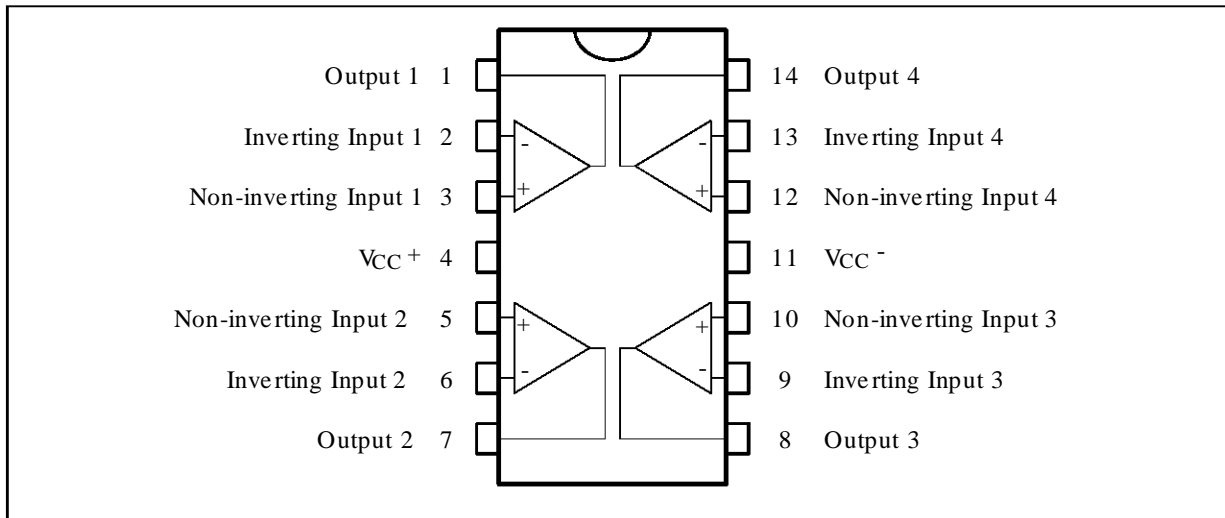 Output 1 1 14 Output 4
- -
Inverting Input 1 2 13 Inverting Input 4
+ +
Non-inverting Input 1 3 12 Non-inverting Input 4
VCC + 4 11 VCC -
Non-inverting Input 2 5 10 Non-inverting Input 3
+ +
- -
Inverting Input 2 6 9 Inverting Input 3
Output 2 7 8 Output 3